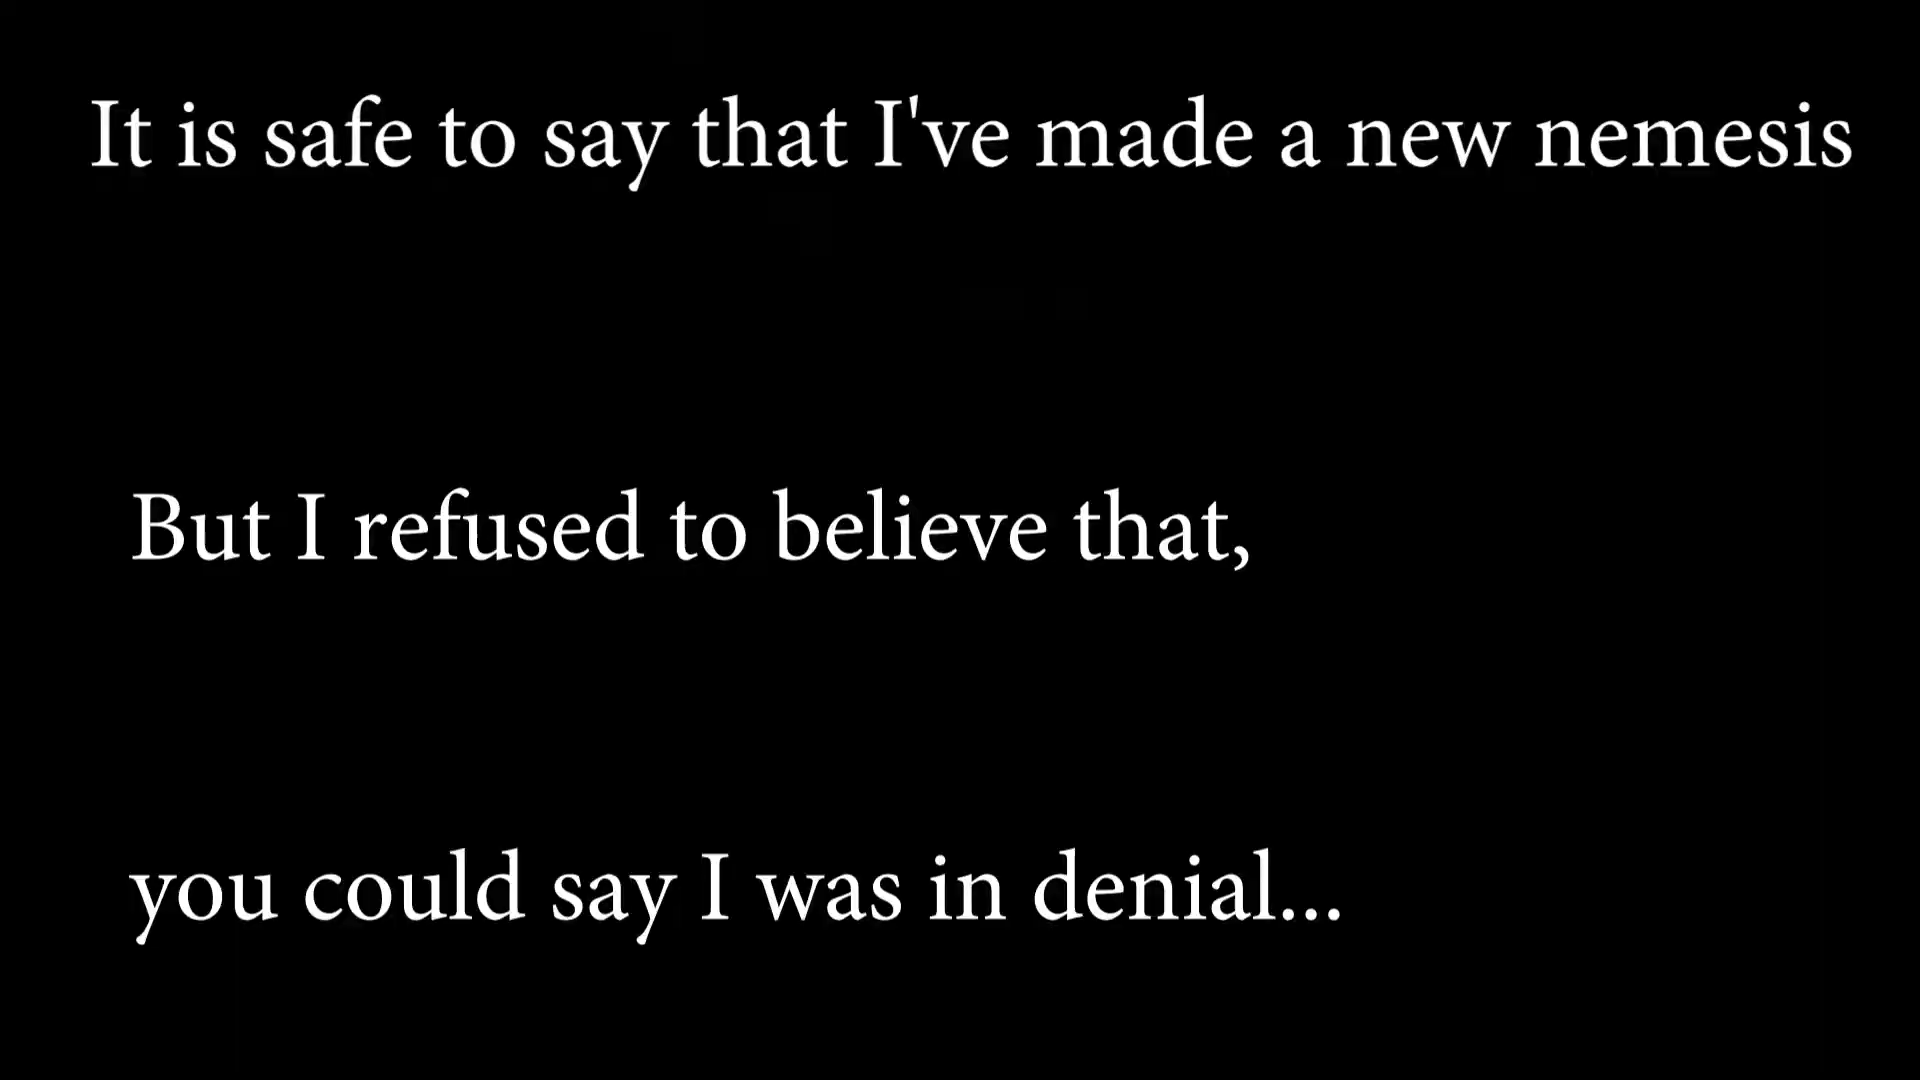 It is safe to say that I've made a new nemesis
But I refused to believe that,
you could say I was in denial...